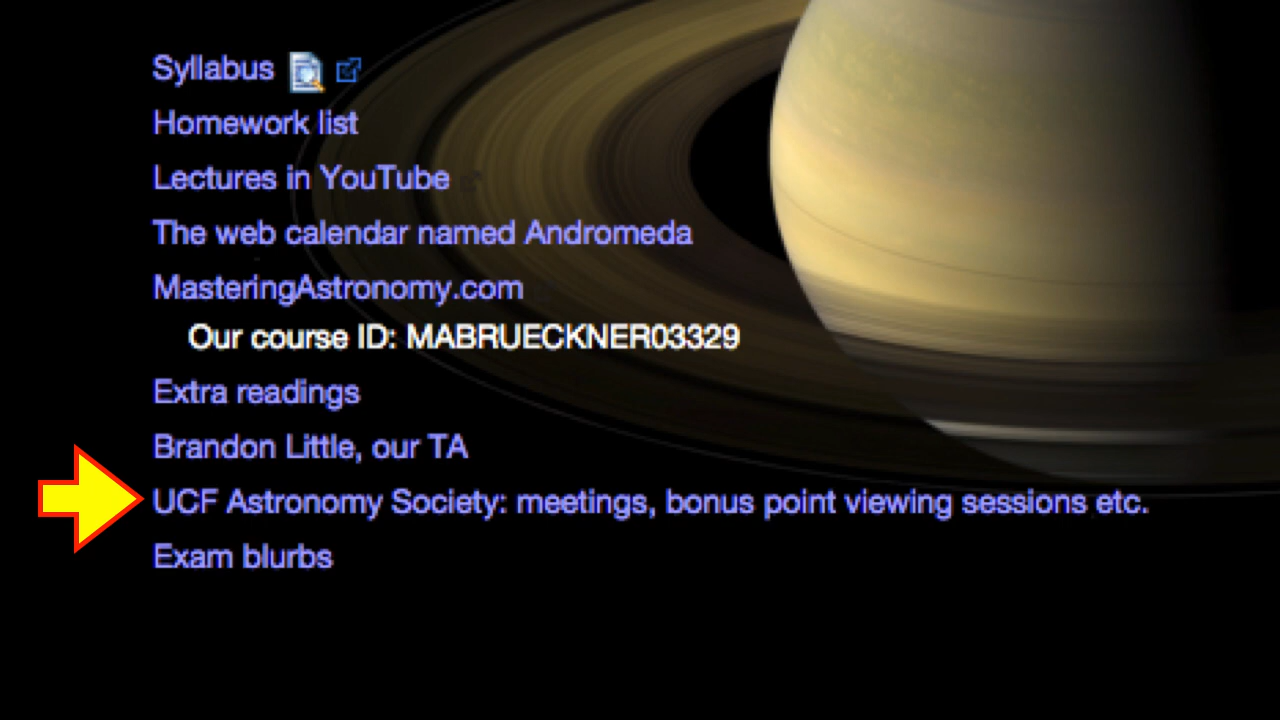 Syllabus
Homework list
Lectures in YouTube
The web calendar named Andromeda
MasteringAstronomy.com
Our course ID: MABRUECKNER03329
Extra readings
Brandon Little, our TA
UCF Astronomy Society: meetings, bonus point viewing sessions etc.
Exam blurbs